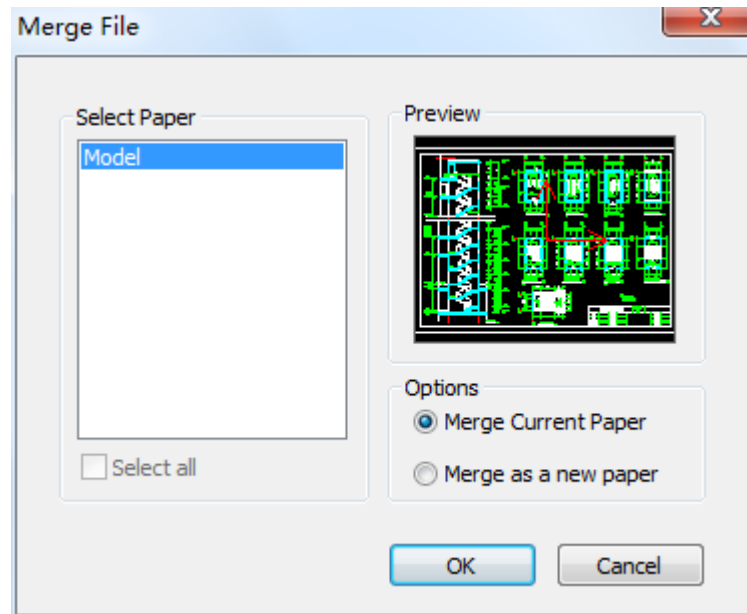 Merge File
Select Paper
Model
Select all
Preview
Options
Merge Current Paper
Merge as a new paper
OK
Cancel